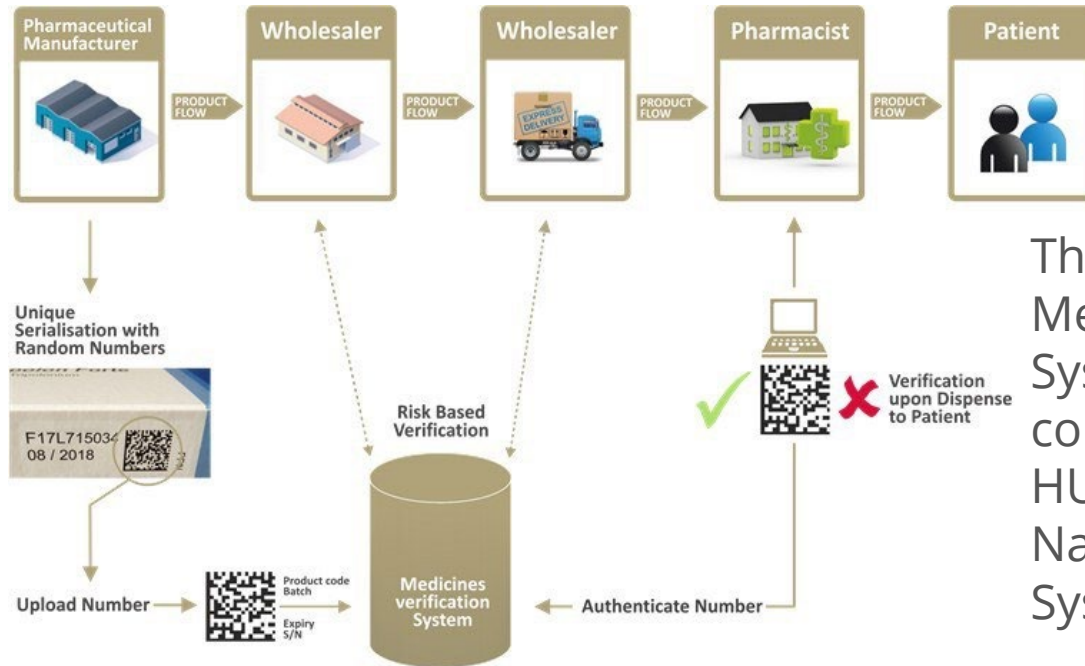 Pharmaceutical
Manufacturer
Wholesaler
Wholesaler
Pharmacist
Patient
PRODUCT
FLOW
PRODUCT
FLOW
EXPRESS
DELIVERY
PRODUCT
FLOW
PRODUCT
FLOW
Unique
Serialisation with
Random Numbers
F17L715034
08 / 2018
Upload Number
Product code
Batch
Expiry
S/N
Risk Based
Verification
Medicines
verification
System
Authenticate Number
Verification
upon Dispense
to Patient
Th
Me
Sys
co
HU
Na
Sys